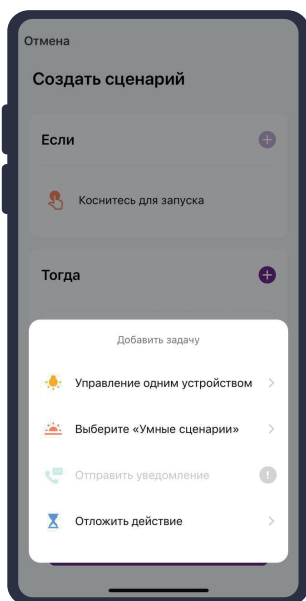 Отмена
Создать сценарий
Если
Коснитесь для запуска
Тогда
Добавить задачу
Управление одним устройством
Выберите «Умные сценарии»
Отправить уведомление
Отложить действие